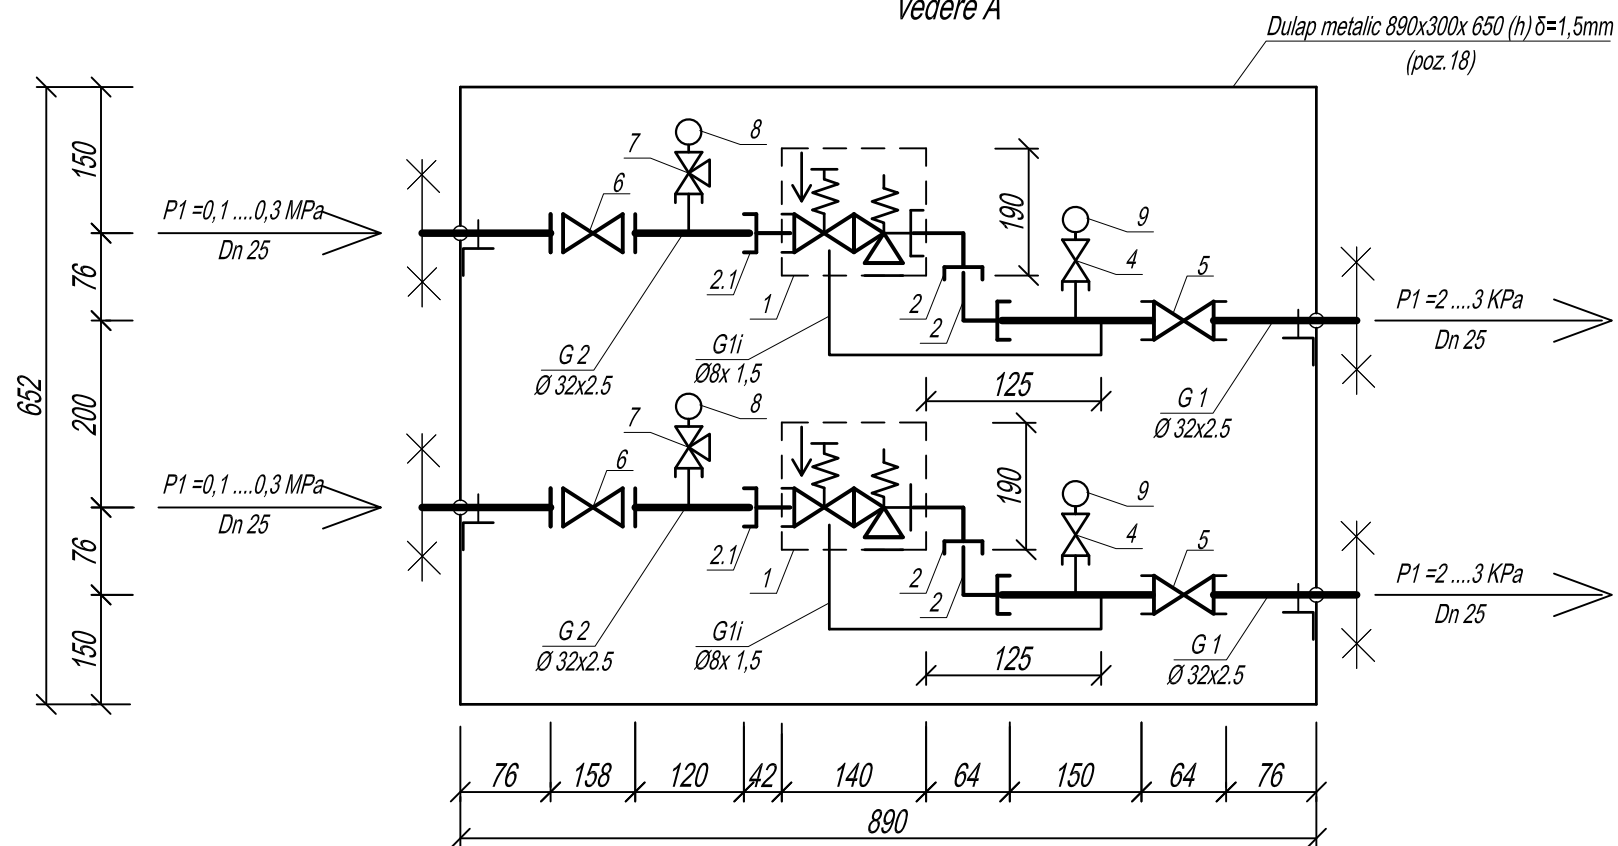 Vedere A
Dulap metalic 890x300x 650 (h) δ=1,5mm
(poz.18)
150
76
200
76
150
652
P1 =0,1 ....0,3 MPa
Dn 25
6
7
8
2.1
1
G 2
Ø 32x2.5
G1i
Ø8x 1,5
190
2
2
9
4
5
125
G 1
Ø 32x2.5
P1 =2 ....3 KPa
Dn 25
P1 =0,1 ....0,3 MPa
Dn 25
6
7
8
2.1
1
G 2
Ø 32x2.5
G1i
Ø8x 1,5
190
2
2
9
4
5
125
G 1
Ø 32x2.5
P1 =2 ....3 KPa
Dn 25
76 158 120 42 140 64 150 64 76
890